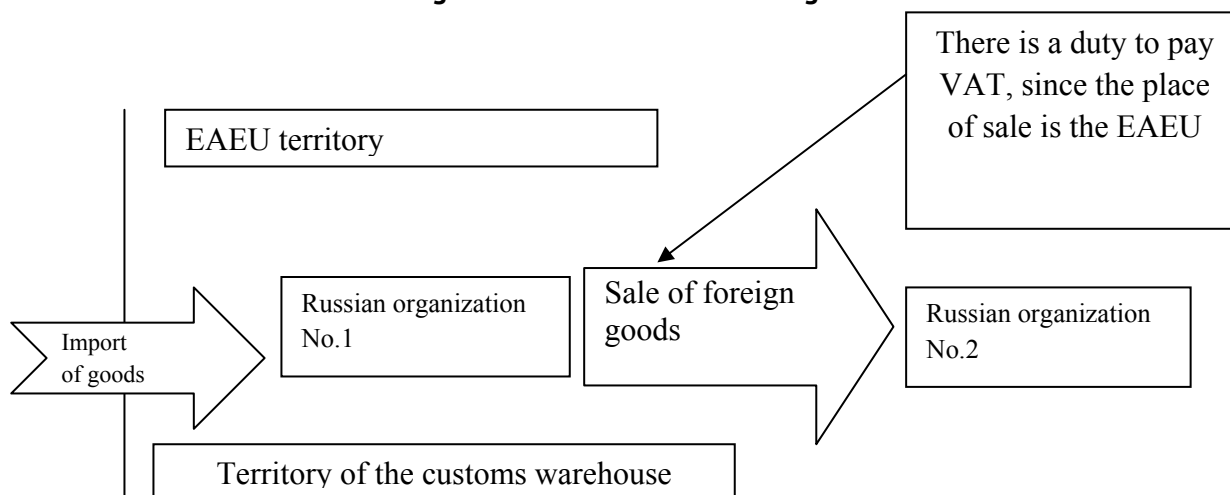 There is a duty to pay
VAT, since the place
of sale is the EAEU
EAEU territory
Import
of goods
Russian organization
No.1
Sale of foreign
goods
Russian organization
No.2
Territory of the customs warehouse